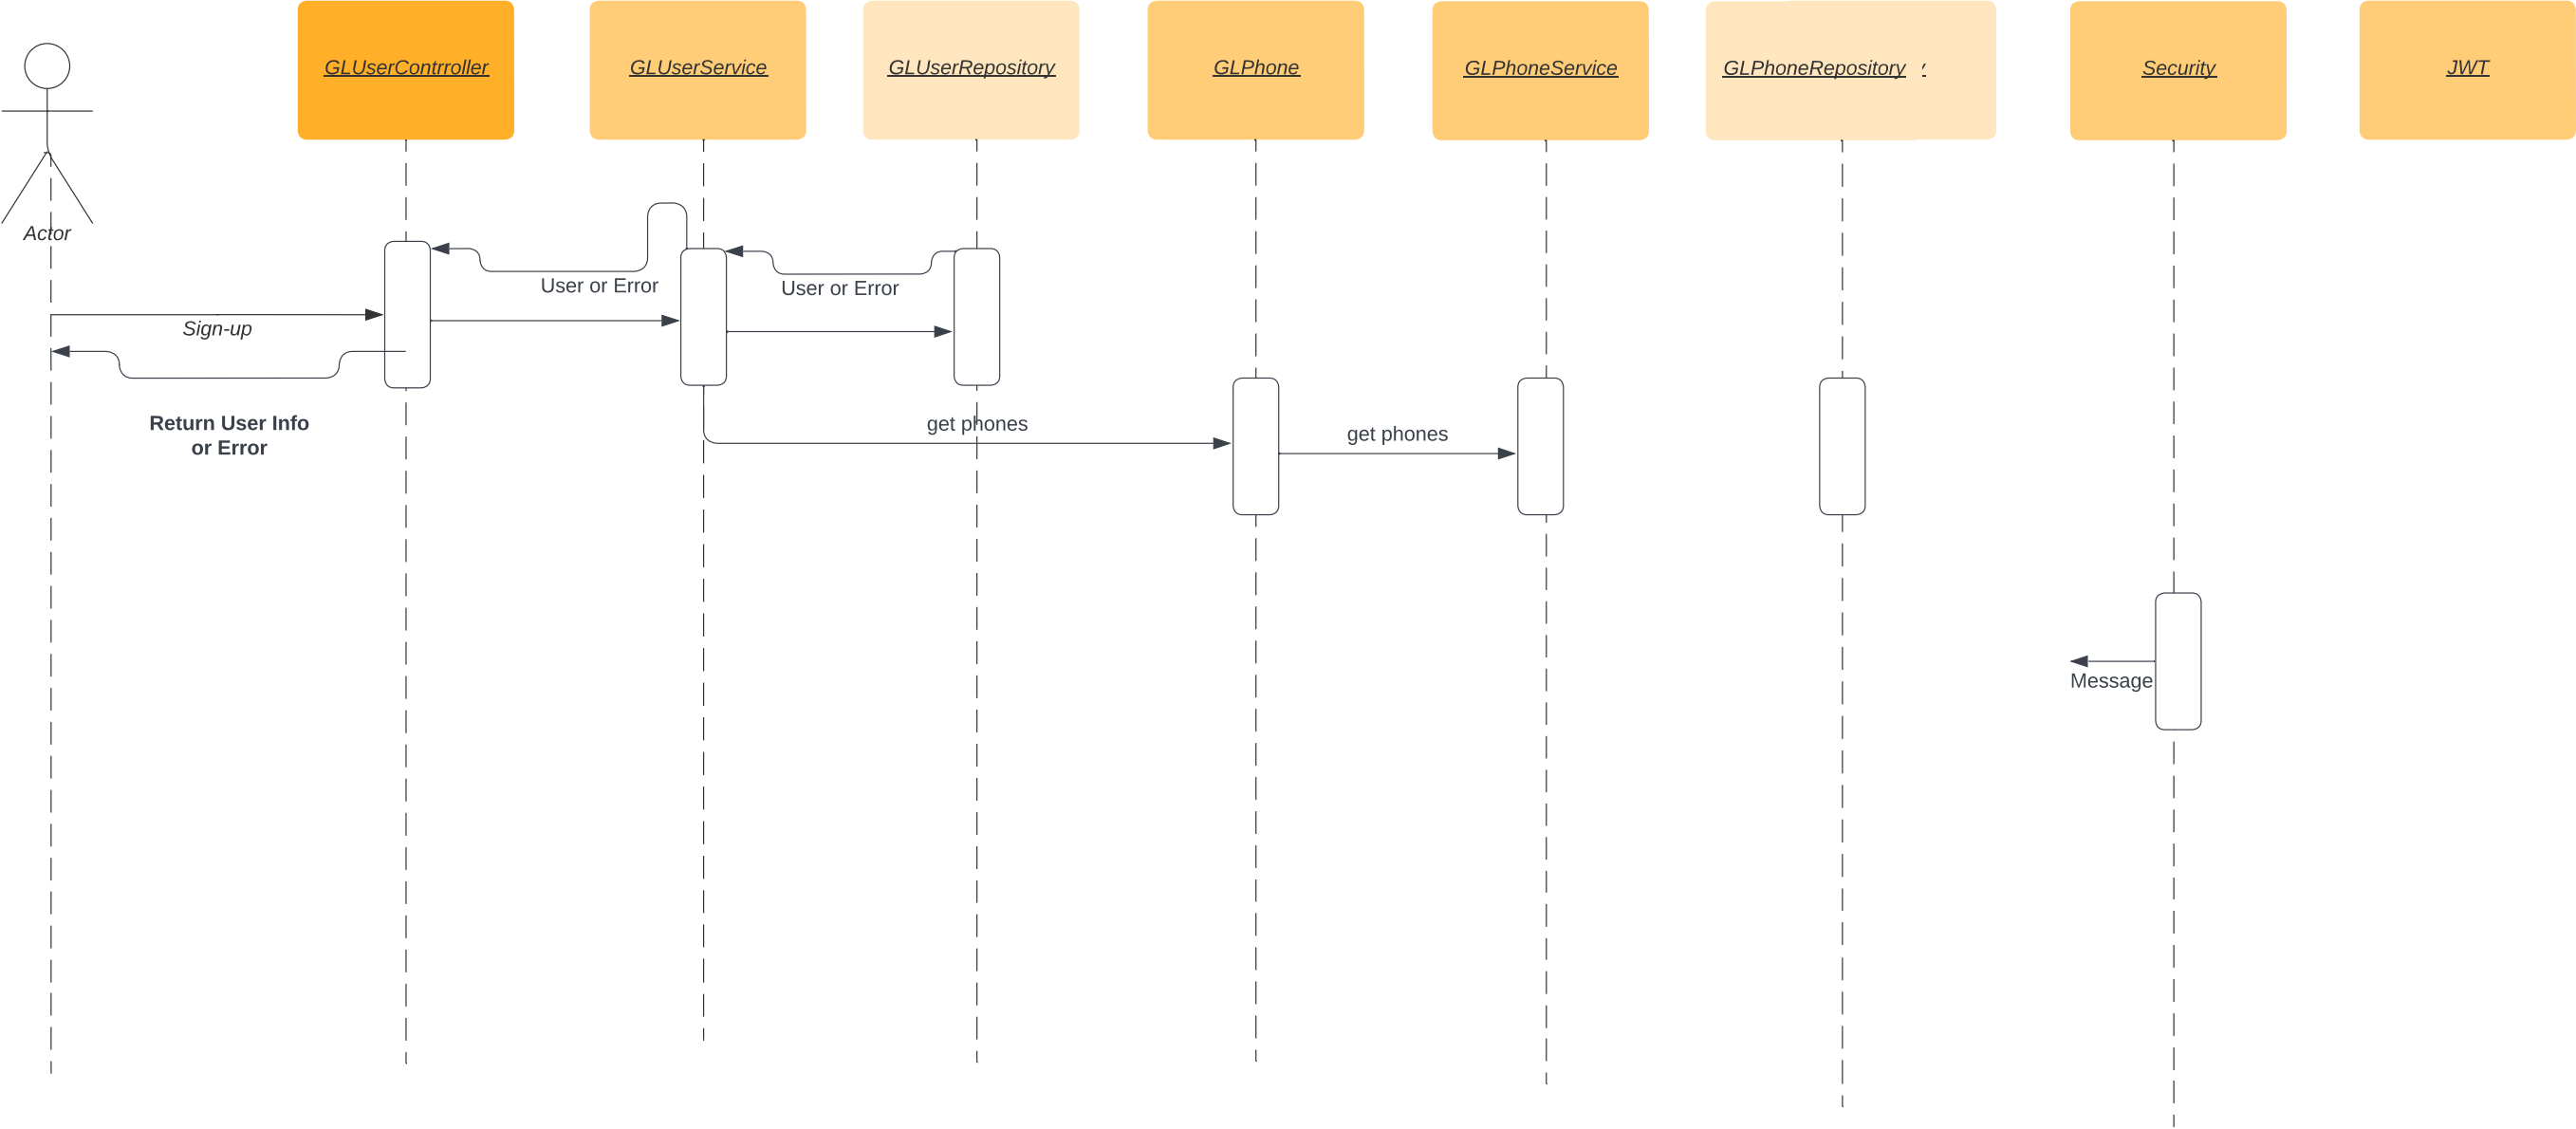 GLUserContrroller
GLUserService
GLUserRepository
GLPhone
GLPhoneService
GLPhoneRepository
Security
JWT
Actor
User or Error
User or Error
Sign-up
Return User Info
or Error
get phones
get phones
Message